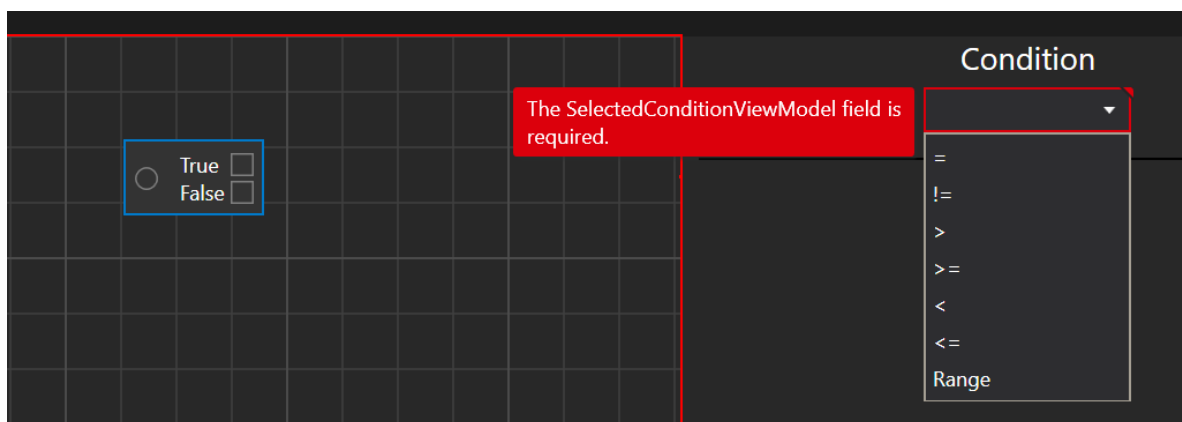 Condition
The SelectedConditionViewModel field is
required.
True
False
=
!=
>
>=
<
<=
Range